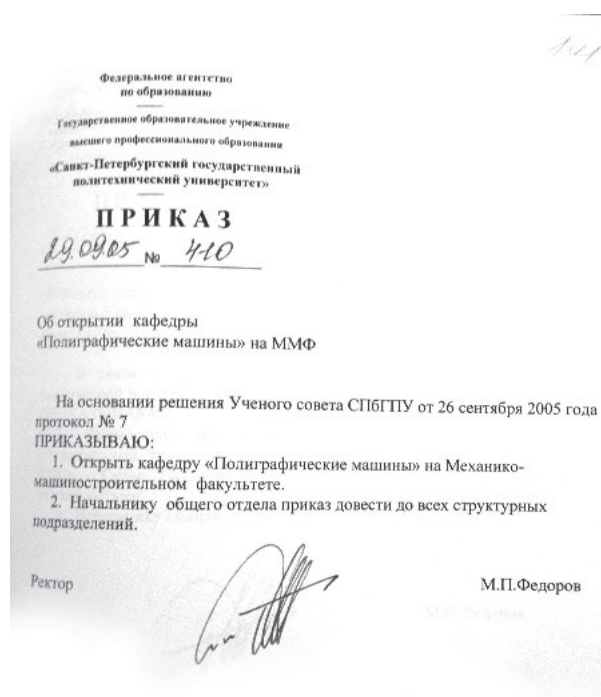 Федеральное агентство
по образованию
Государственное образовательное учреждение
высшего профессионального образования
«Санкт-Петербургский государственный
политехнический университет»
ПРИКАЗ
29.09.05 № 410
Об открытии кафедры
«Полиграфические машины» на ММФ
На основании решения Ученого совета СПбГПУ от 26 сентября 2005 года
протокол № 7
ПРИКАЗЫВАЮ:
1. Открыть кафедру «Полиграфические машины» на Механико-
машиностроительном факультете.
2. Начальнику общего отдела приказ довести до всех структурных
подразделений.
Ректор М.П.Федоров